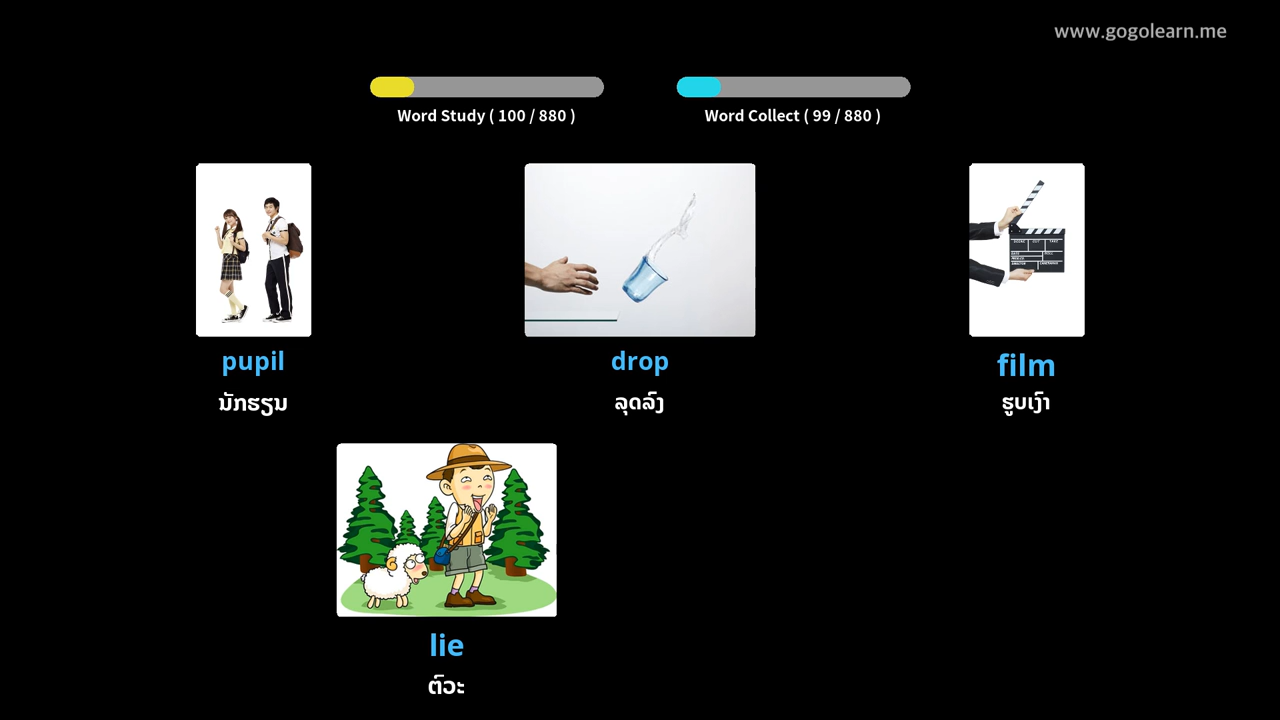 www.gogolearn.me
Word Study ( 100 / 880 )
Word Collect ( 99 / 880 )
pupil
ນັກຮຽນ
drop
ລຸດລົງ
film
ຮູບເງົາ
lie
ຕົວະ